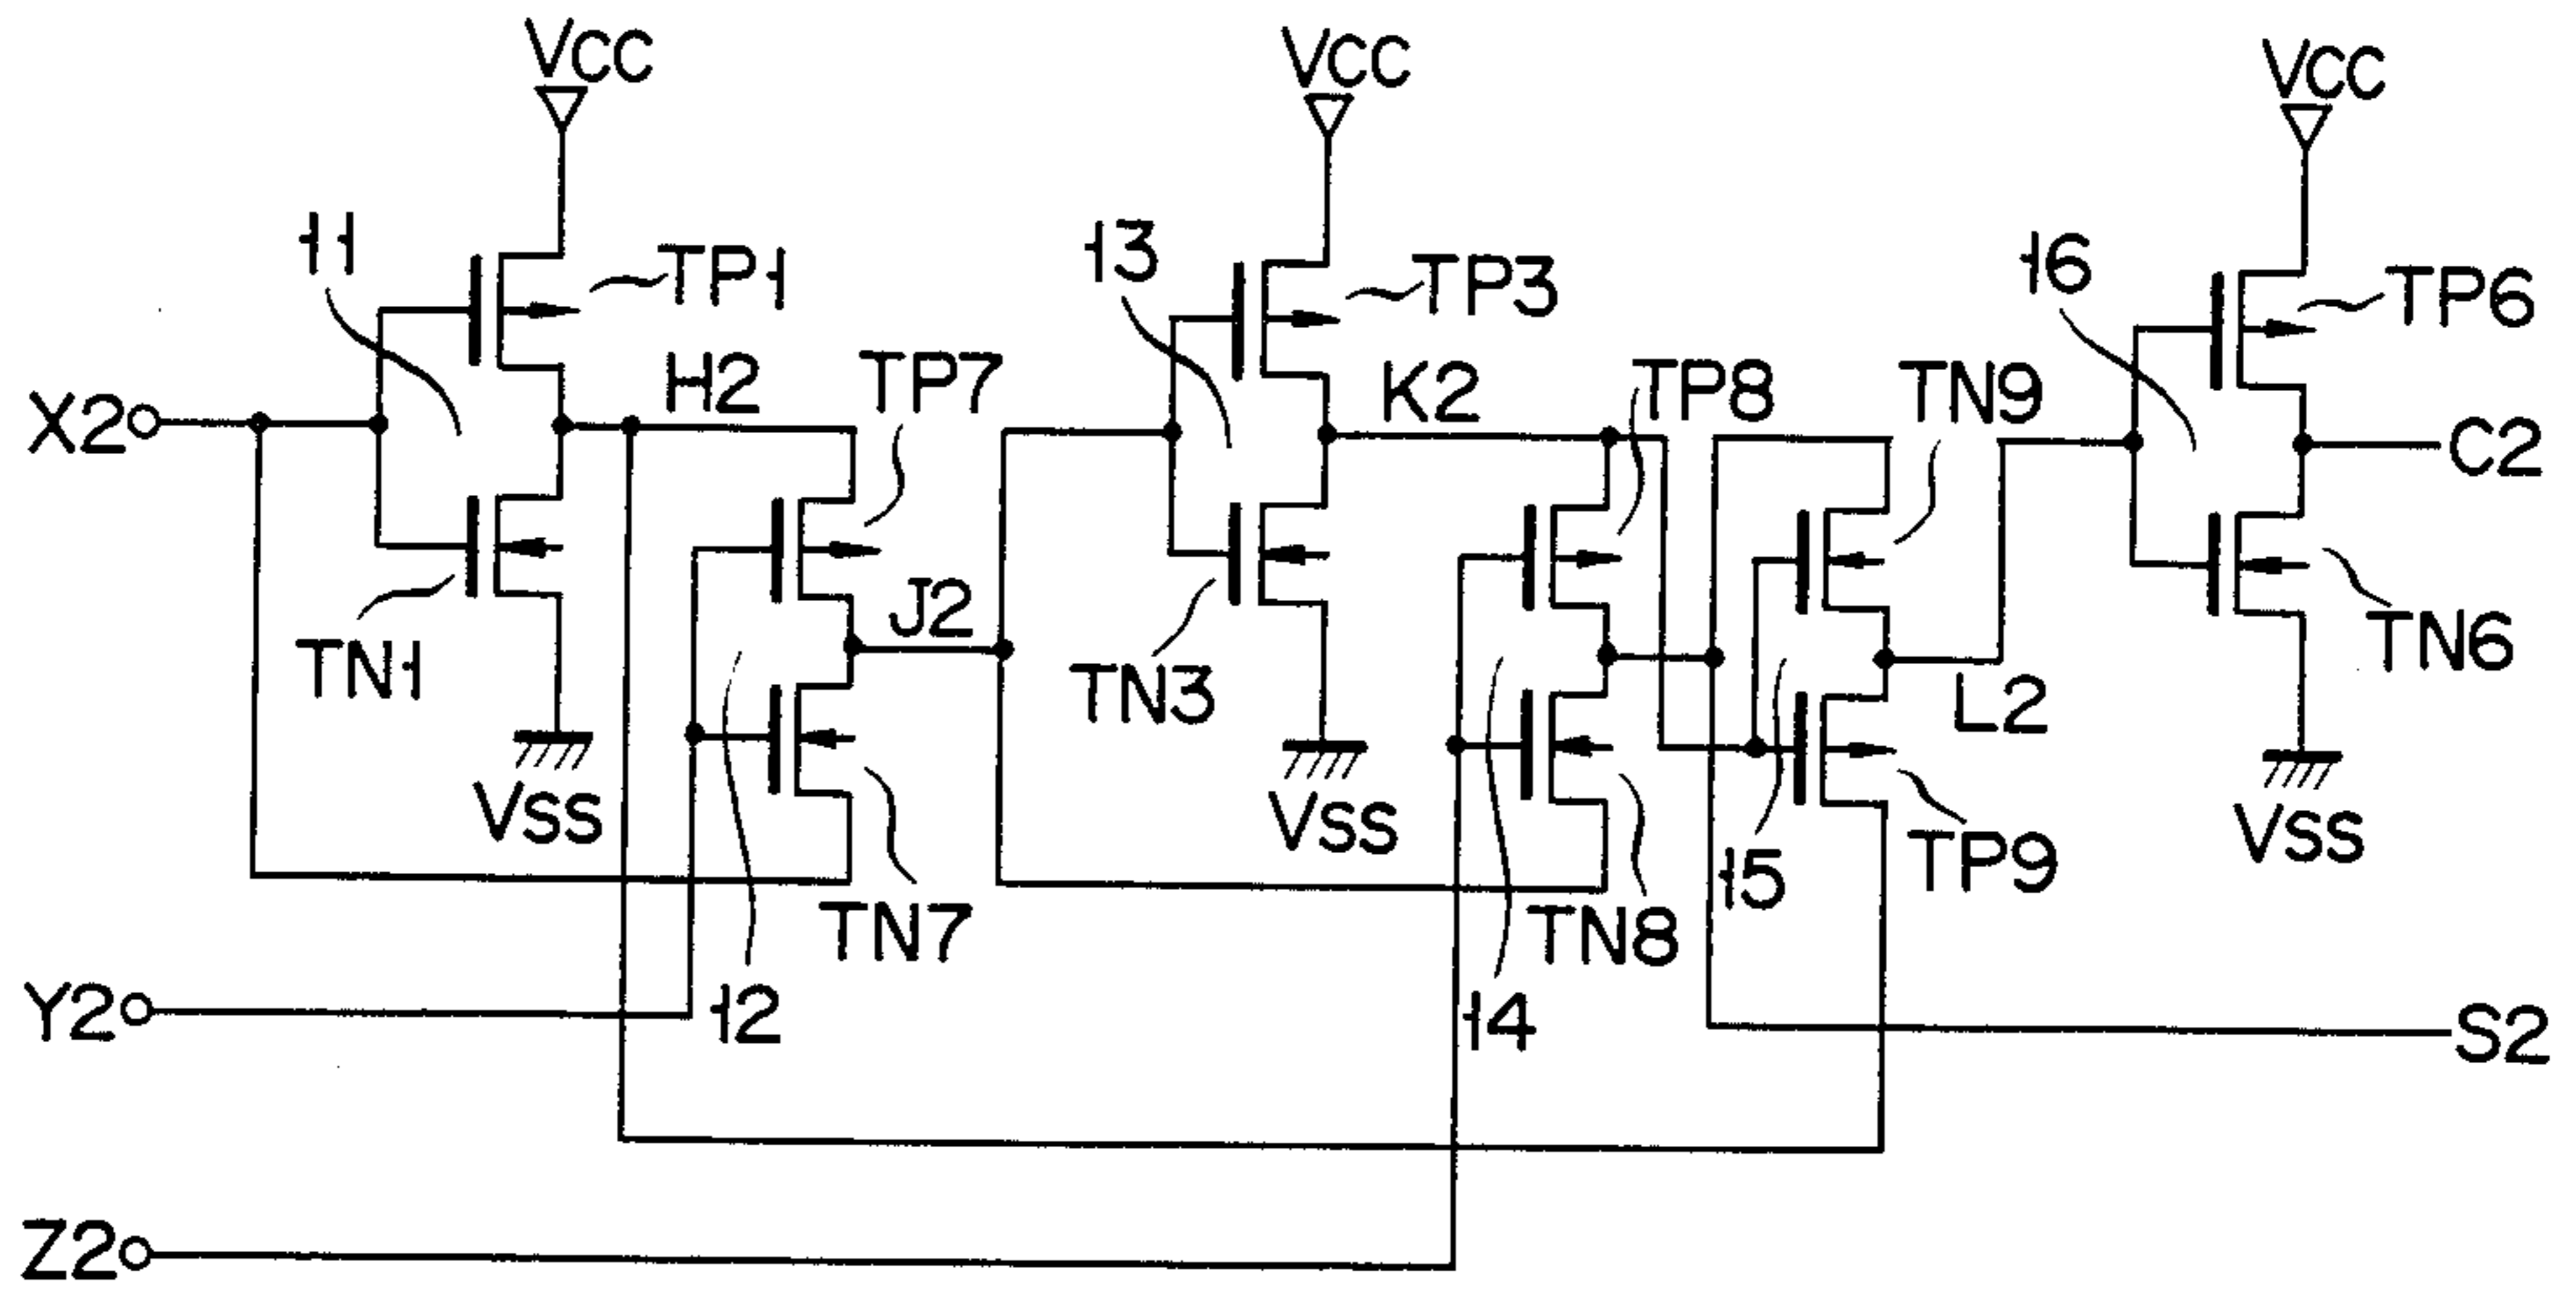 VCC
VCC
VCC
11
TP1
13
TP3
16
TP6
X2
H2
TP7
K2
TP8
TN9
C2
J2
TN1
TN3
L2
TN6
VSS
VSS
VSS
15
TP9
TN7
TN8
Y2
12
14
S2
Z2